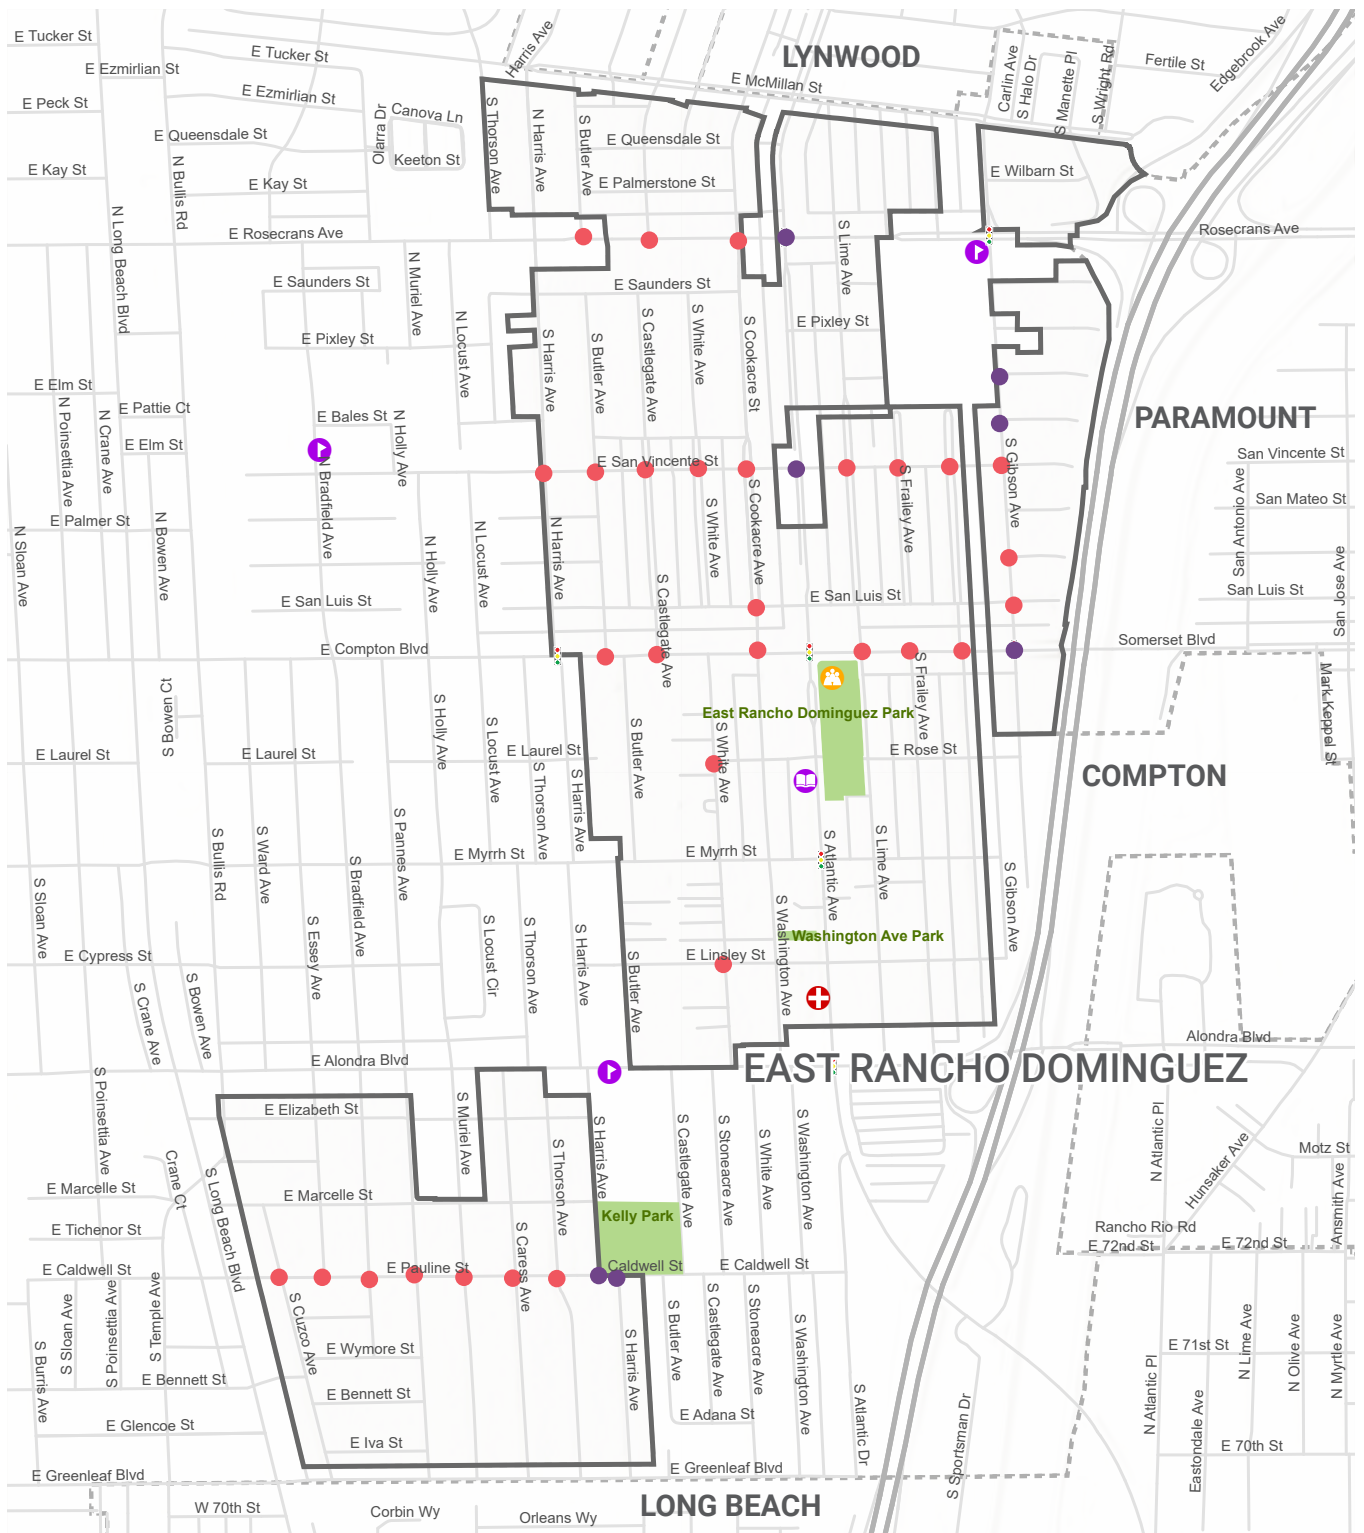 E Tucker St
E Tucker St
Harris Ave
LYNWOOD
Carlin Ave
S Halo Dr
S Manette Pl
S Wright Rd
Fertile St
Edgebrook Ave
E Ezmirlian St
E Ezmirlian St
E McMillan St
E Peck St
Canova Ln
Olarra Dr
Keeton St
E Queensdale St
E Queensdale St
S Thorson Ave
N Harris Ave
S Butler Ave
E Kay St
E Kay St
N Bullis Rd
E Palmerstone St
E Wilbarn St
N Long Beach Blvd
E Rosecrans Ave
Rosecrans Ave
S Lime Ave
E Saunders St
E Saunders St
N Muriel Ave
E Pixley St
E Pixley St
N Locust Ave
S Harris Ave
S Butler Ave
S Castlegate Ave
S White Ave
S Cookacre St
E Elm St
E Pattie Ct
N Poinsettia Ave
N Crane Ave
E Elm St
E Bales St
N Holly Ave
PARAMOUNT
N Bradfield Ave
E San Vincente St
San Vincente St
S Gibson Ave
S Frailey Ave
San Antonio Ave
San Mateo St
E Palmer St
N Sloan Ave
N Bowen Ave
N Holly Ave
N Locust Ave
N Harris Ave
S White Ave
S Cookacre Ave
San Jose Ave
E San Luis St
E San Luis St
San Luis St
S Castlegate Ave
E Compton Blvd
Somerset Blvd
S Bowen Ct
S Holly Ave
S Frailey Ave
Mark Keppel St
East Rancho Dominguez Park
E Laurel St
E Laurel St
E Laurel St
S Locust Ave
S Thorson Ave
S Harris Ave
S Butler Ave
S White Ave
E Rose St
COMPTON
S Bullis Rd
S Ward Ave
S Bradfield Ave
S Pannes Ave
E Myrrh St
E Myrrh St
S Atlantic Ave
S Lime Ave
S Gibson Ave
S Sloan Ave
S Essey Ave
S Locust Cir
S Thorson Ave
S Harris Ave
S Butler Ave
S Washington Ave
Washington Ave Park
E Cypress St
E Linsley St
S Crane Ave
S Bowen Ave
E Alondra Blvd
Alondra Blvd
EAST RANCHO DOMINGUEZ
S Poinsettia Ave
E Elizabeth St
S Muriel Ave
S Harris Ave
S Castlegate Ave
S Stoneacre Ave
S White Ave
S Washington Ave
N Atlantic Pl
Hunsaker Ave
Motz St
Ansmith Ave
Crane Ct
S Long Beach Blvd
S Thorson Ave
E Marcelle St
E Marcelle St
Kelly Park
E Tichenor St
S Caress Ave
Rancho Rio Rd
E 72nd St
E 72nd St
E Caldwell St
E Pauline St
Caldwell St
E Caldwell St
S Burris Ave
S Sloan Ave
S Poinsettia Ave
S Temple Ave
S Cuzco Ave
S Harris Ave
S Butler Ave
S Castlegate Ave
S Stoneacre Ave
S Washington Ave
E Wymore St
E 71st St
N Lime Ave
N Olive Ave
N Myrtle Ave
E Bennett St
E Bennett St
N Atlantic Pl
Eastondale Ave
S Atlantic Dr
S Sportsman Dr
E Glencoe St
E Adana St
E Iva St
E 70th St
E Greenleaf Blvd
E Greenleaf Blvd
W 70th St
Corbin Wy
Orleans Wy
LONG BEACH